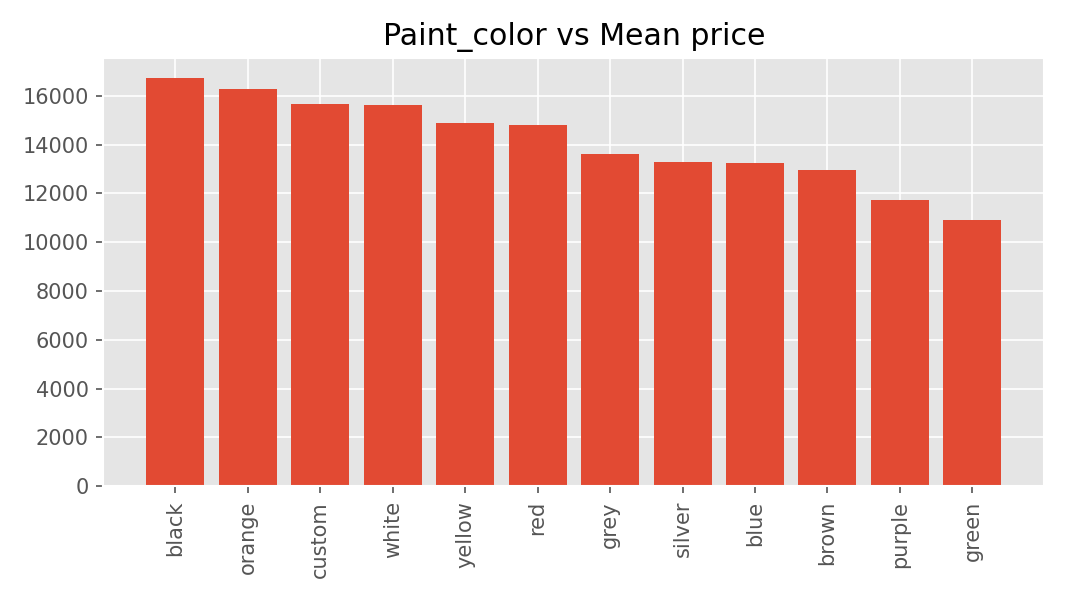 Paint_color vs Mean price
16000
14000
12000
10000
8000
6000
4000
2000
0
black
orange
custom
white
yellow
red
grey
silver
blue
brown
purple
green